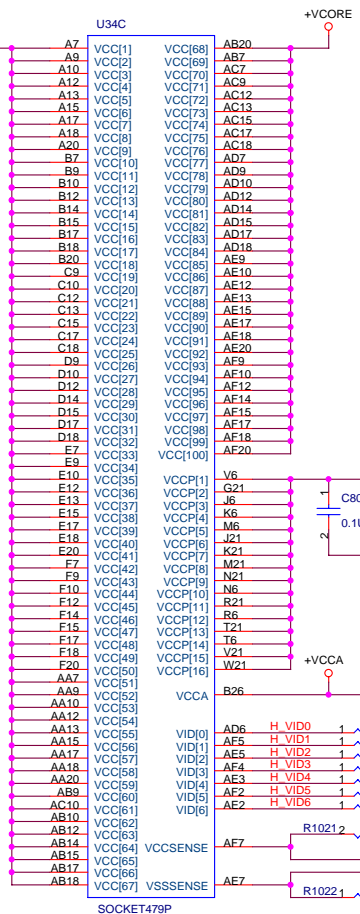 U34C
+VCORE
A7 VCC[1] VCC[68] AB20
A9 VCC[2] VCC[69] AB7
A10 VCC[3] VCC[70] AC7
A12 VCC[4] VCC[71] AC9
A13 VCC[5] VCC[72] AC12
A15 VCC[6] VCC[73] AC13
A17 VCC[7] VCC[74] AC15
A18 VCC[8] VCC[75] AC17
A20 VCC[9] VCC[76] AC18
B7 VCC[10] VCC[77] AD7
B9 VCC[11] VCC[78] AD9
B10 VCC[12] VCC[79] AD10
B12 VCC[13] VCC[80] AD12
B14 VCC[14] VCC[81] AD14
B15 VCC[15] VCC[82] AD15
B17 VCC[16] VCC[83] AD17
B18 VCC[17] VCC[84] AD18
B20 VCC[18] VCC[85] AE9
C9 VCC[19] VCC[86] AE10
C10 VCC[20] VCC[87] AE12
C12 VCC[21] VCC[88] AE13
C13 VCC[22] VCC[89] AE15
C15 VCC[23] VCC[90] AE17
C17 VCC[24] VCC[91] AE18
C18 VCC[25] VCC[92] AE20
D9 VCC[26] VCC[93] AF9
D10 VCC[27] VCC[94] AF10
D12 VCC[28] VCC[95] AF12
D14 VCC[29] VCC[96] AF14
D15 VCC[30] VCC[97] AF15
D17 VCC[31] VCC[98] AF17
D18 VCC[32] VCC[99] AF18
E7 VCC[33] VCC[100] AF20
E9 VCC[34]
E10 VCC[35] VCCP[1] V6
E12 VCC[36] VCCP[2] G21
E13 VCC[37] VCCP[3] J6
E15 VCC[38] VCCP[4] K6
E17 VCC[39] VCCP[5] M6
E18 VCC[40] VCCP[6] J21
E20 VCC[41] VCCP[7] K21
F7 VCC[42] VCCP[8] M21
F9 VCC[43] VCCP[9] N21
F10 VCC[44] VCCP[10] N6
F12 VCC[45] VCCP[11] R21
F14 VCC[46] VCCP[12] R6
F15 VCC[47] VCCP[13] T21
F17 VCC[48] VCCP[14] T6
F18 VCC[49] VCCP[15] V21
F20 VCC[50] VCCP[16] W21
1 C80
2 0.1U
AA7 VCC[51]
+VCCA
AA9 VCC[52] VCCA B26
AA10 VCC[53]
AA12 VCC[54]
AA13 VCC[55] VID[0] AD6 H_VID0 1
AA15 VCC[56] VID[1] AF5 H_VID1 1
AA17 VCC[57] VID[2] AE5 H_VID2 1
AA18 VCC[58] VID[3] AF4 H_VID3 1
AA20 VCC[59] VID[4] AE3 H_VID4 1
AB9 VCC[60] VID[5] AF2 H_VID5 1
AC10 VCC[61] VID[6] AE2 H_VID6 1
AB10 VCC[62]
AB12 VCC[63] R1021 2
AB14 VCC[64] VCCSENSE AF7
AB15 VCC[65]
AB17 VCC[66]
AB18 VCC[67] VSSSENSE AE7
R1022 1
SOCKET479P